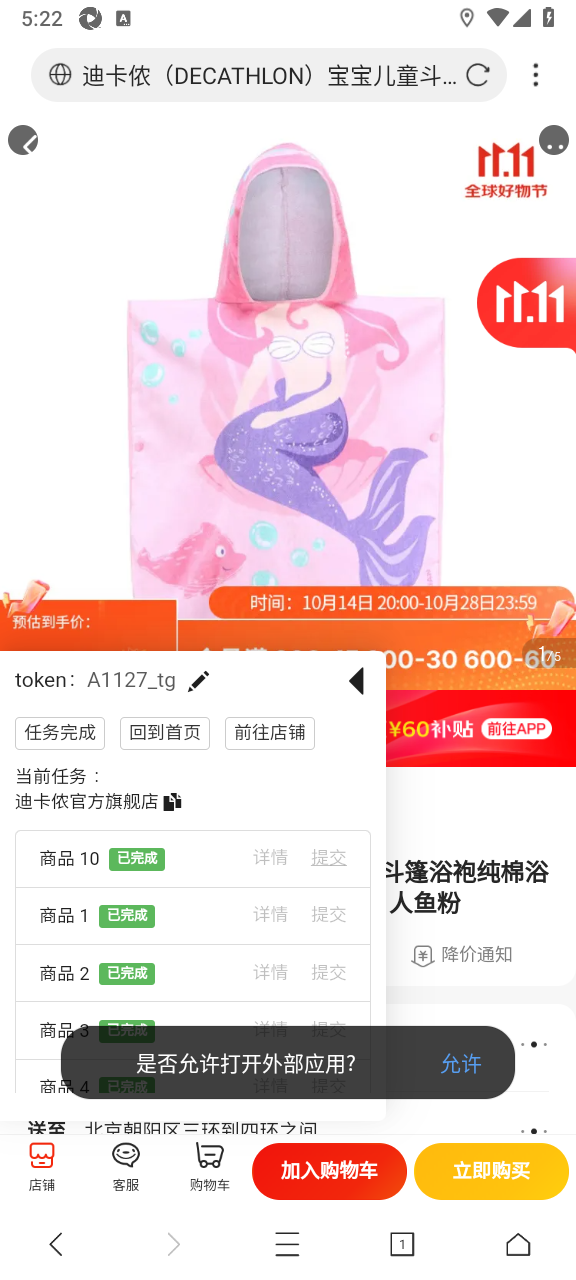 5:22
A
迪卡侬（DECATHLON）宝宝儿童斗...
11.11
全球好物节
11.11
时间：10月14日 20:00-10月28日23:59
预估到手价：
00-30 600-60
1/5
token： A1127_tg
¥60补贴 前往APP
任务完成 回到首页 前往店铺
当前任务：
迪卡侬官方旗舰店
商品 10 已完成 详情 提交
斗篷浴袍纯棉浴
人鱼粉
商品 1 已完成 详情 提交
降价通知
商品 2 已完成 详情 提交
商品 3 已完成 详情 提交
是否允许打开外部应用? 允许
商品 4 已完成 详情 提交
送至 北京朝阳区三环到四环之间
店铺 客服 购物车 加入购物车 立即购买
1